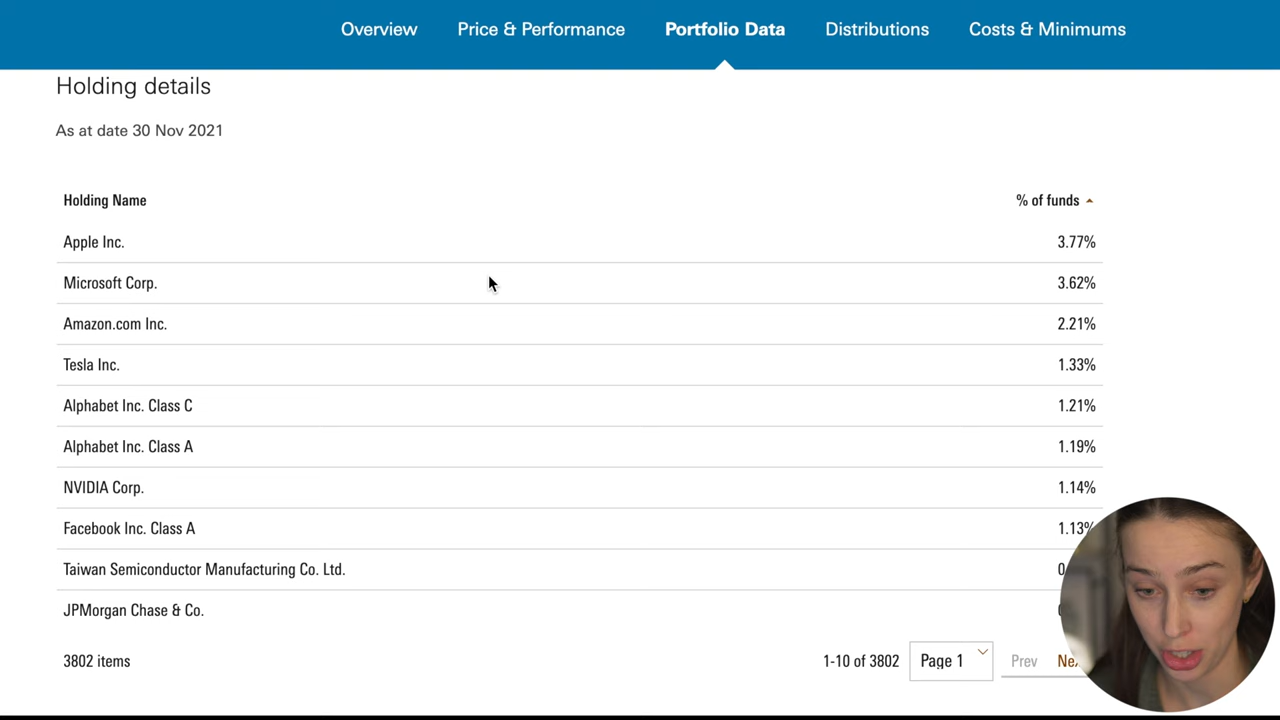 Overview Price & Performance Portfolio Data Distributions Costs & Minimums
Holding details
As at date 30 Nov 2021
Holding Name % of funds
Apple Inc. 3.77%
Microsoft Corp. 3.62%
Amazon.com Inc. 2.21%
Tesla Inc. 1.33%
Alphabet Inc. Class C 1.21%
Alphabet Inc. Class A 1.19%
NVIDIA Corp. 1.14%
Facebook Inc. Class A 1.13%
Taiwan Semiconductor Manufacturing Co. Ltd.
JPMorgan Chase & Co.
3802 items 1-10 of 3802 Page 1 Prev